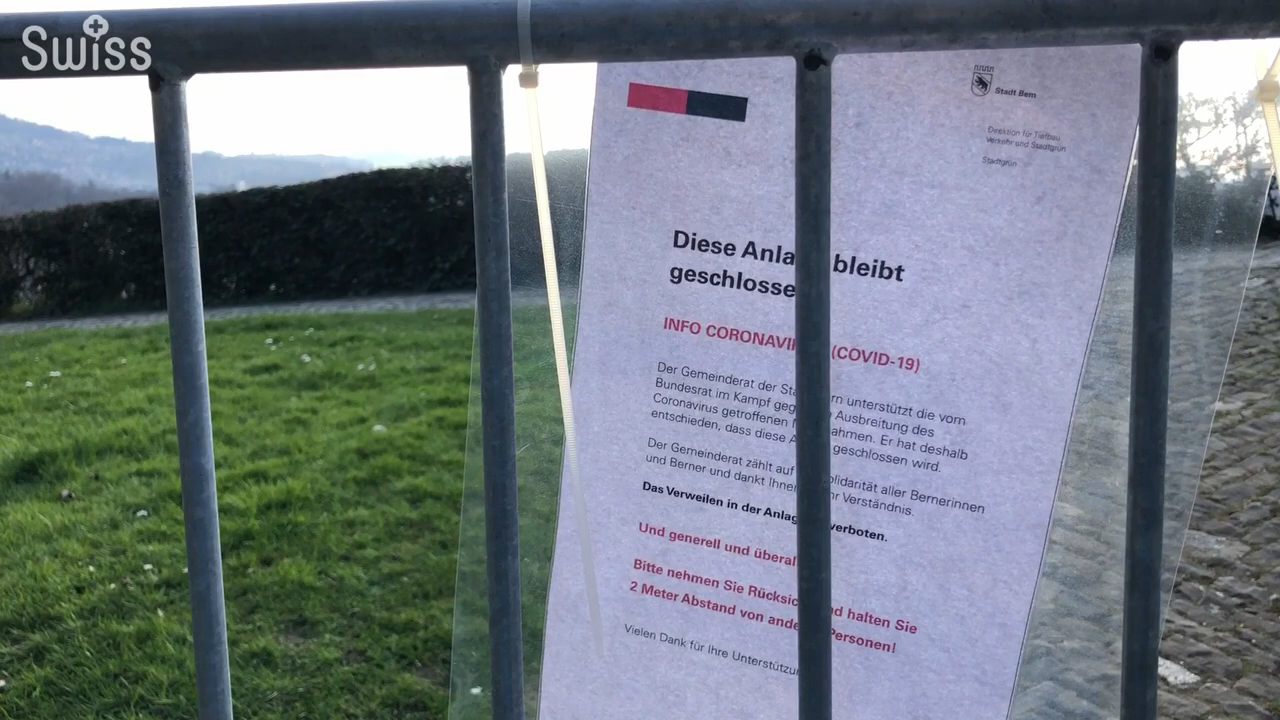 Swiss
Stadt Bern
Direktion für Tiefbau
Verkehr und Stadtgrün
Stadtgrün
Diese Anla bleibt
geschlosse
INFO CORONAVI (COVID-19)
Der Gemeinderat der Sta rn unterstützt die vom
Bundesrat im Kampf geg Ausbreitung des
Coronavirus getroffenen ahmen. Er hat deshalb
entschieden, dass diese A geschlossen wird.
Der Gemeinderat zählt auf olidarität aller Bernerinnen
und Berner und dankt Ihne hr Verständnis.
Das Verweilen in der Anlag verboten.
Und generell und überal
Bitte nehmen Sie Rücksic d halten Sie
2 Meter Abstand von ande Personen!
Vielen Dank für Ihre Unterstützu